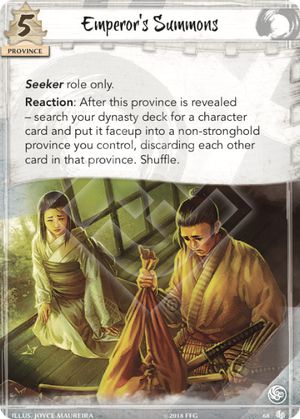 Emperor's Summons
5
PROVINCE
Seeker role only.
Reaction: After this province is revealed
– search your dynasty deck for a character
card and put it faceup into a non-stronghold
province you control, discarding each other
card in that province. Shuffle.
ILLUS. JOYCE MAUREIRA
©2018 FFG
68